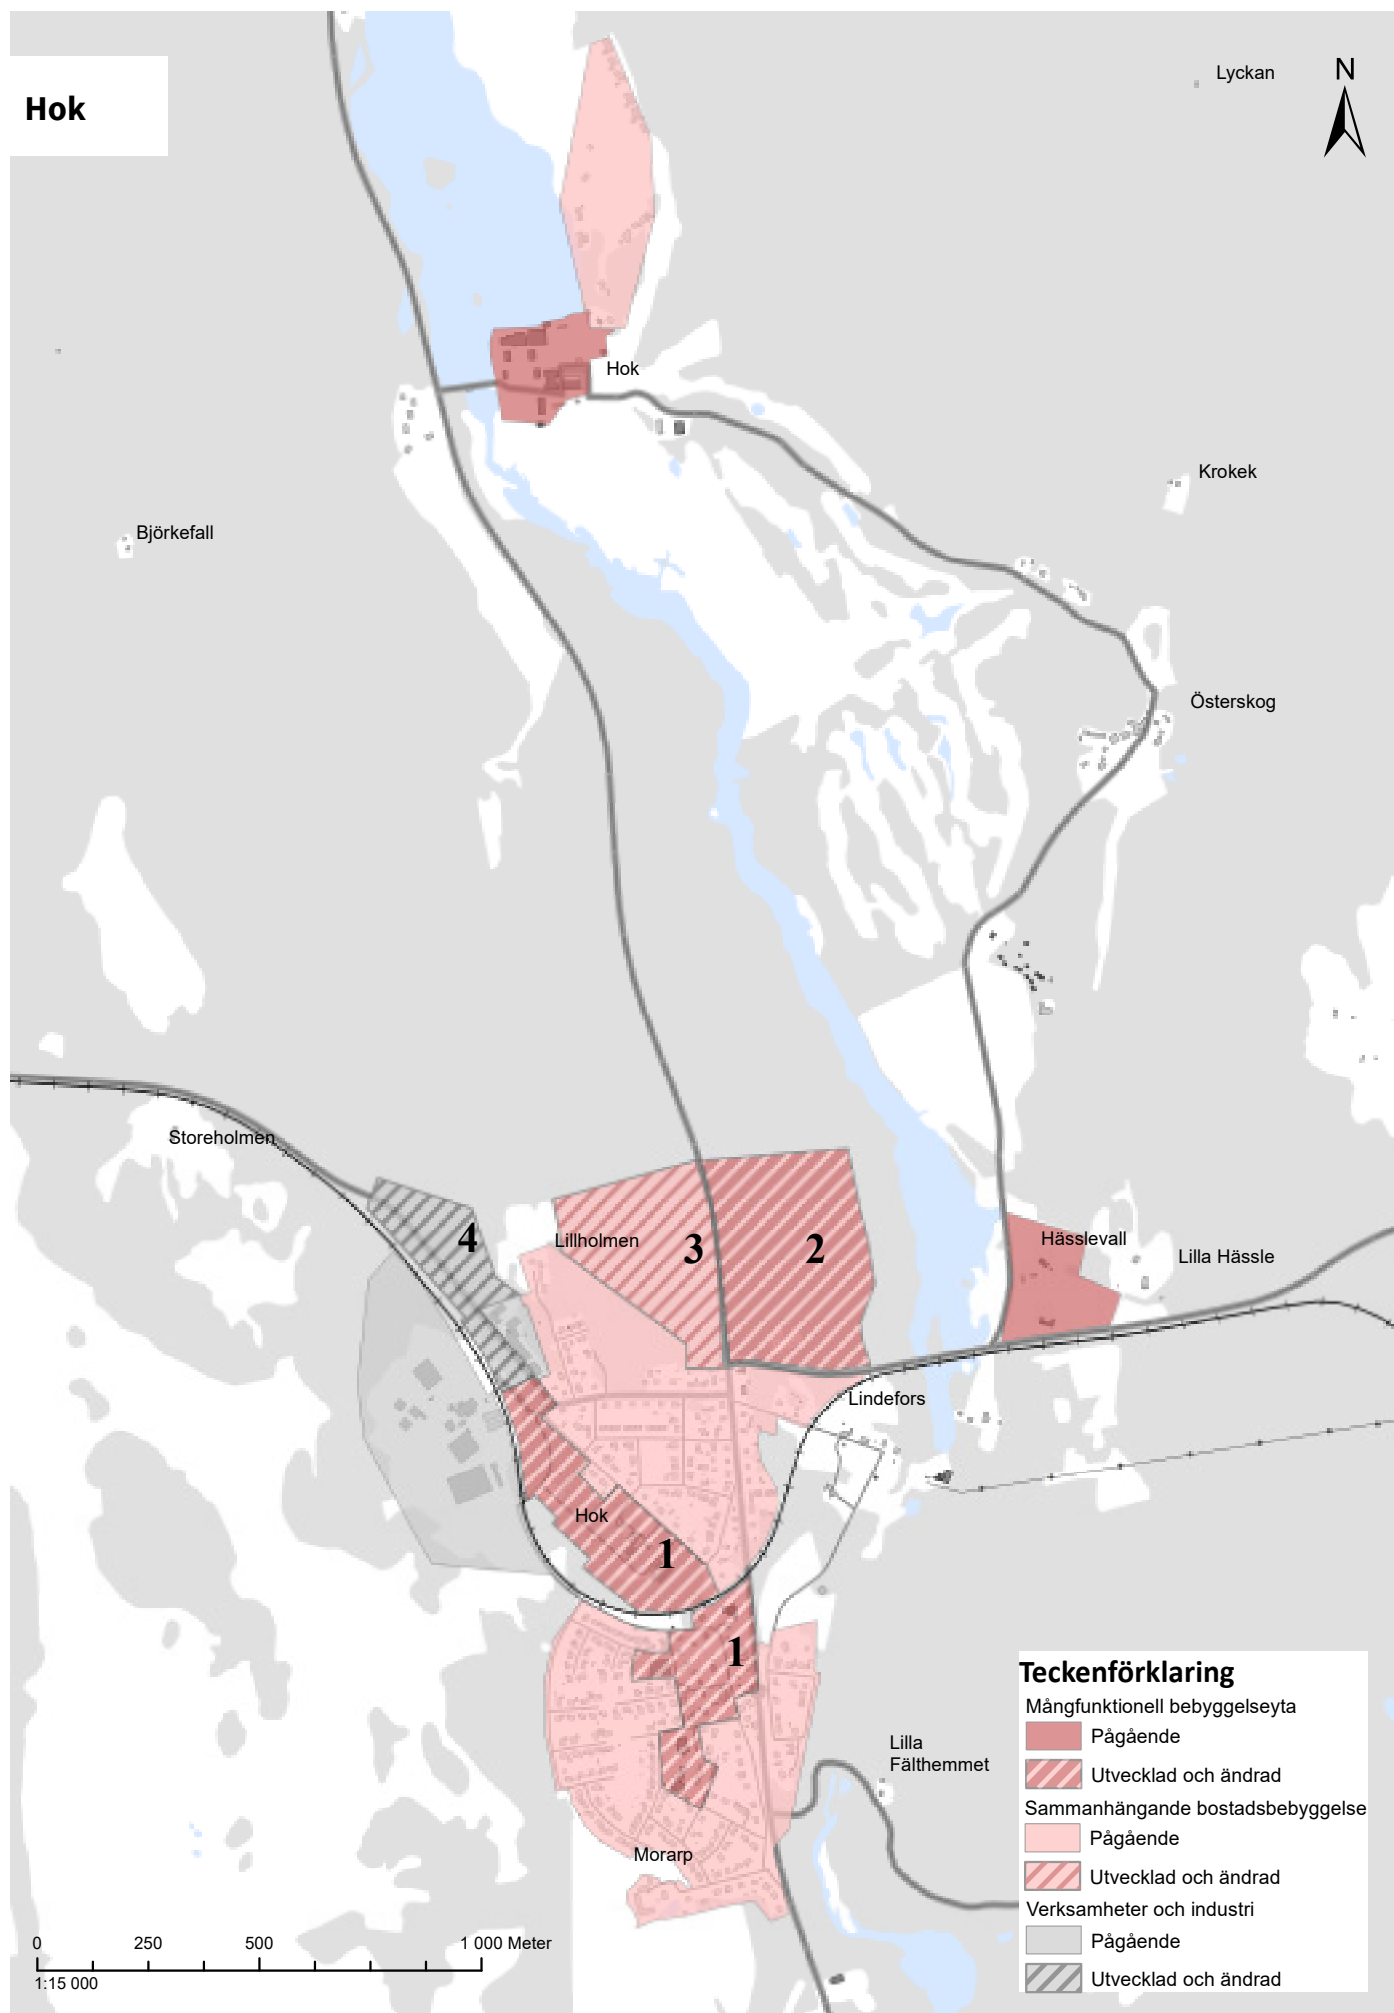 Hok
Lyckan
N
Hok
Krokek
Björkefall
Österskog
Storeholmen
4
Lillholmen
3
2
Hässlevall
Lilla Hässle
Lindefors
Hok
1
1
Morarp
Lilla
Fälthemmet
Teckenförklaring
Mångfunktionell bebyggelseyta
Pågående
Utvecklad och ändrad
Sammanhängande bostadsbebyggelse
Pågående
Utvecklad och ändrad
Verksamheter och industri
Pågående
Utvecklad och ändrad
0 250 500 1 000 Meter
1:15 000